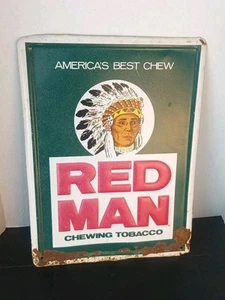 AMERICA'S BEST CHEW
RED
MAN
CHEWING TOBACCO